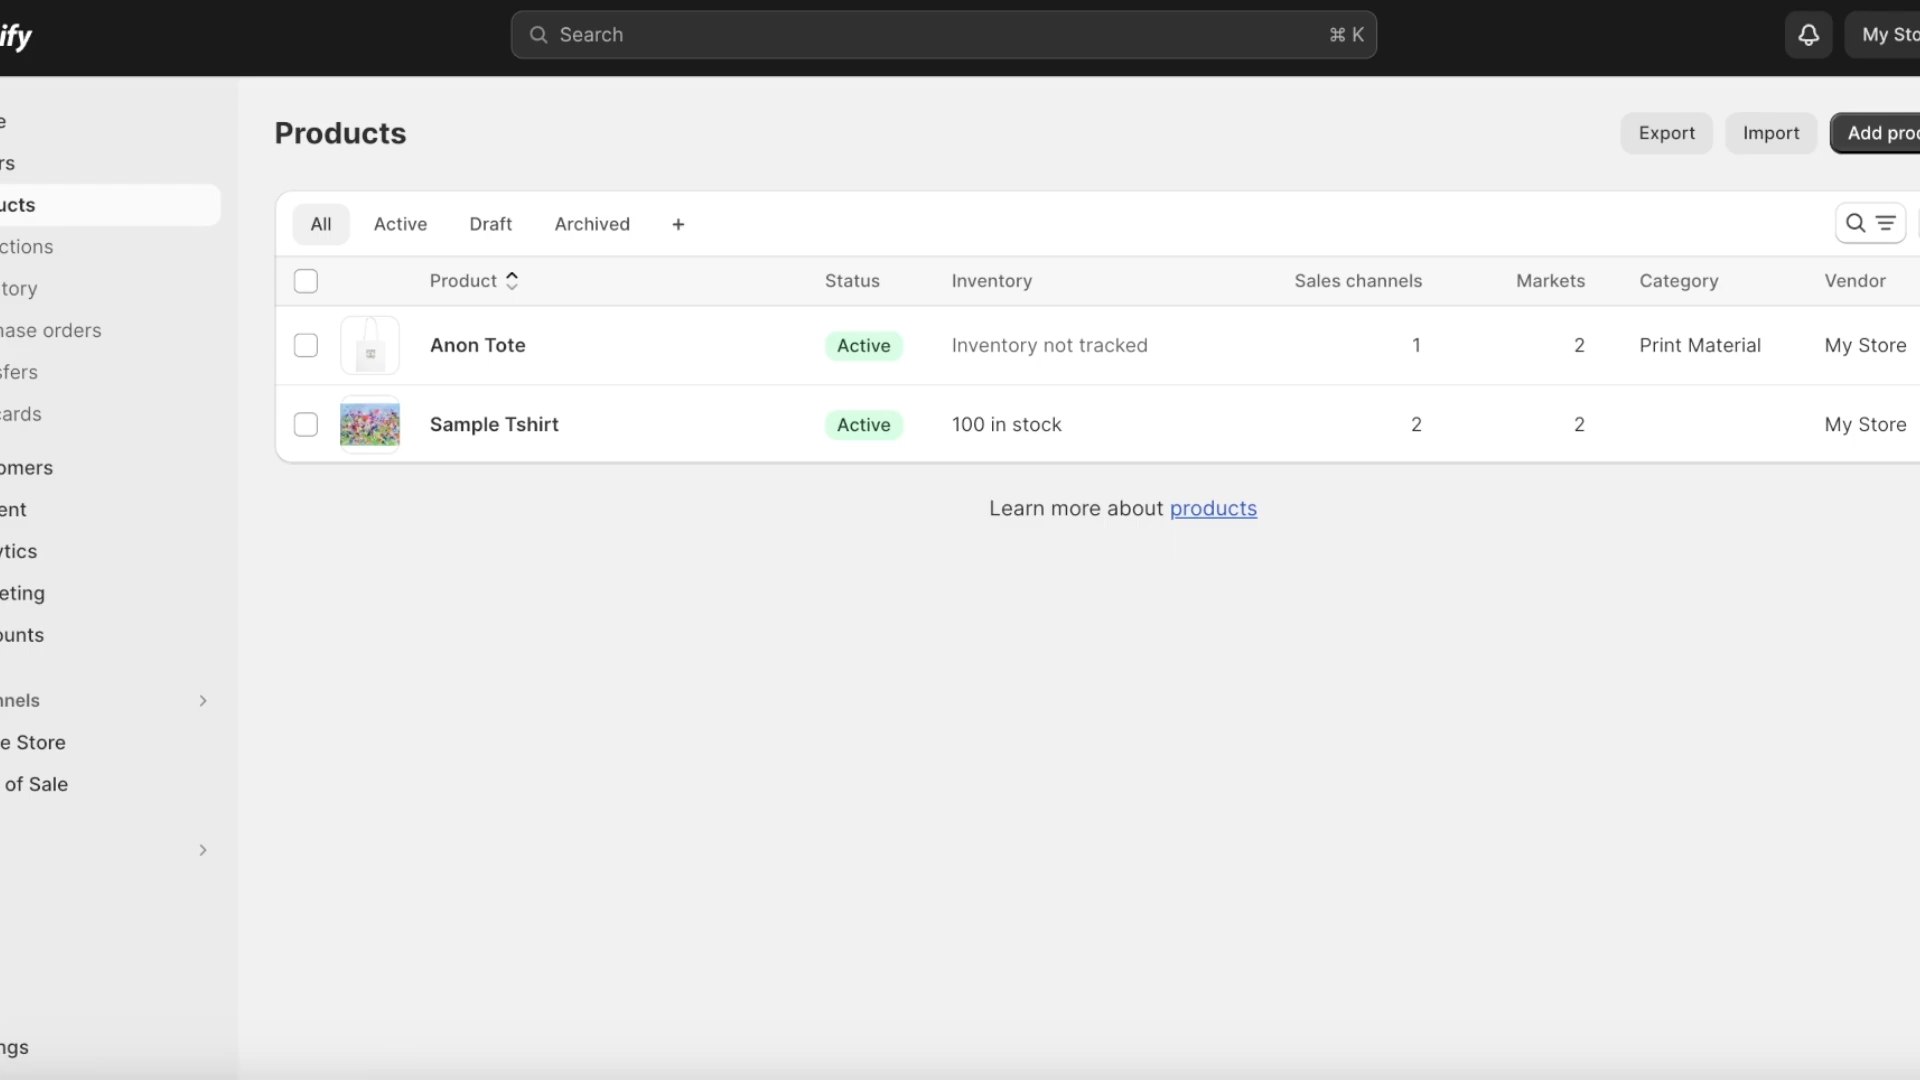 ify
Search
⌘ K
My Sto
e
rs
ucts
ctions
tory
hase orders
sfers
cards
omers
ent
ytics
eting
ounts
nnels
e Store
of Sale
ngs
Products
Export
Import
Add prod
All
Active
Draft
Archived
+
Product
Status
Inventory
Sales channels
Markets
Category
Vendor
Anon Tote
Active
Inventory not tracked
1
2
Print Material
My Store
Sample Tshirt
Active
100 in stock
2
2
My Store
Learn more about products